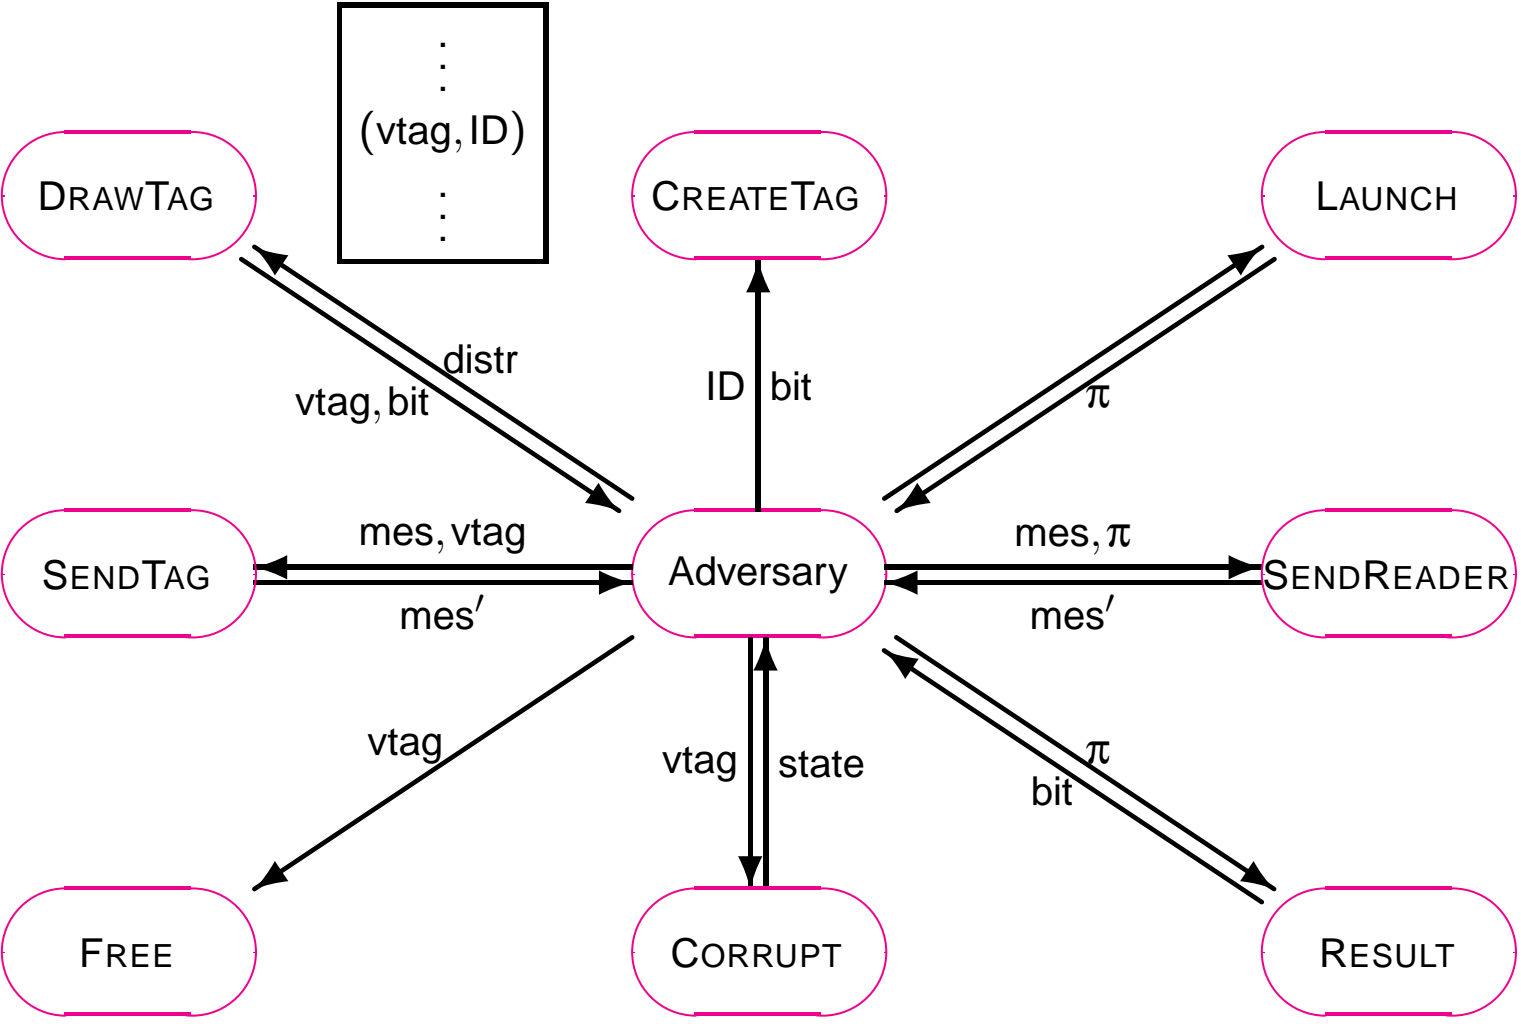 (vtag, ID)
DRAWTAG
CREATETAG
LAUNCH
distr
vtag, bit
ID
bit
π
mes, vtag
mes, π
SENDTAG
Adversary
SENDREADER
mes′
mes′
vtag
vtag
state
π
bit
FREE
CORRUPT
RESULT